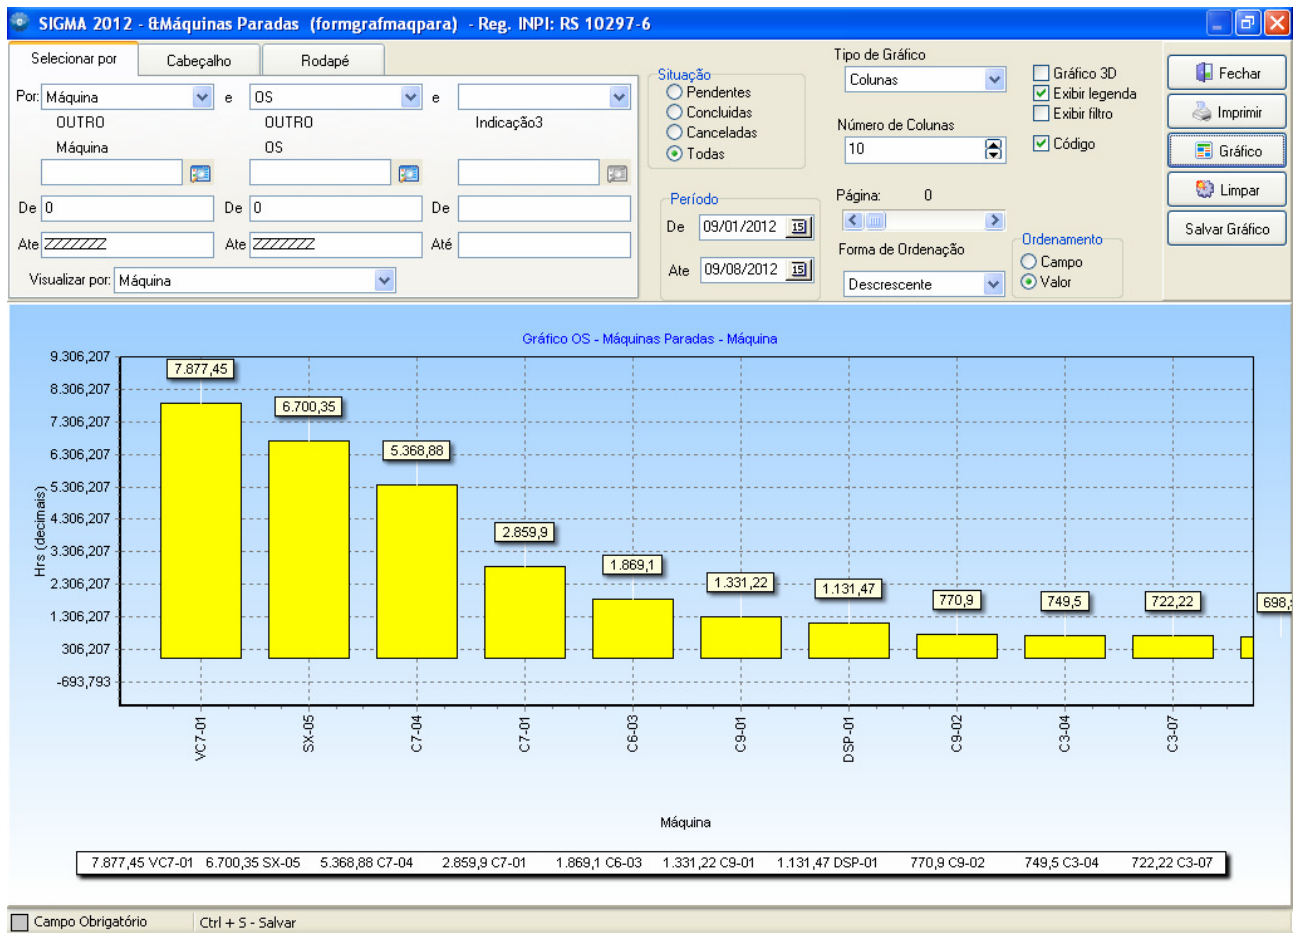 SIGMA 2012 - &Máquinas Paradas (formgrafmaqpara) - Reg. INPI: RS 10297-6
Selecionar por
Cabeçalho
Rodapé
Por: Máquina e OS e
OUTRO OUTRO Indicação3
Máquina OS
De 0 De 0 De
Ate ZZZZZZZ Ate ZZZZZZZ Até
Visualizar por: Máquina
Situação
Pendentes
Concluidas
Canceladas
Todas
Período
De 09/01/2012 15
Ate 09/08/2012 15
Tipo de Gráfico
Colunas
Número de Colunas
10
Página: 0
Forma de Ordenação
Descrescente
Gráfico 3D
Exibir legenda
Exibir filtro
Código
Ordenamento
Campo
Valor
Fechar
Imprimir
Gráfico
Limpar
Salvar Gráfico
Gráfico OS - Máquinas Paradas - Máquina
9.306,207
8.306,207
7.306,207
6.306,207
5.306,207
4.306,207
3.306,207
2.306,207
1.306,207
306,207
-693,793
Hrs (decimais)
7.877,45
6.700,35
5.368,88
2.859,9
1.869,1
1.331,22
1.131,47
770,9
749,5
722,22
VC7-01
SX-05
C7-04
C7-01
C6-03
C9-01
DSP-01
C9-02
C3-04
C3-07
Máquina
7.877,45 VC7-01 6.700,35 SX-05 5.368,88 C7-04 2.859,9 C7-01 1.869,1 C6-03 1.331,22 C9-01 1.131,47 DSP-01 770,9 C9-02 749,5 C3-04 722,22 C3-07
Campo Obrigatório Ctrl + S - Salvar